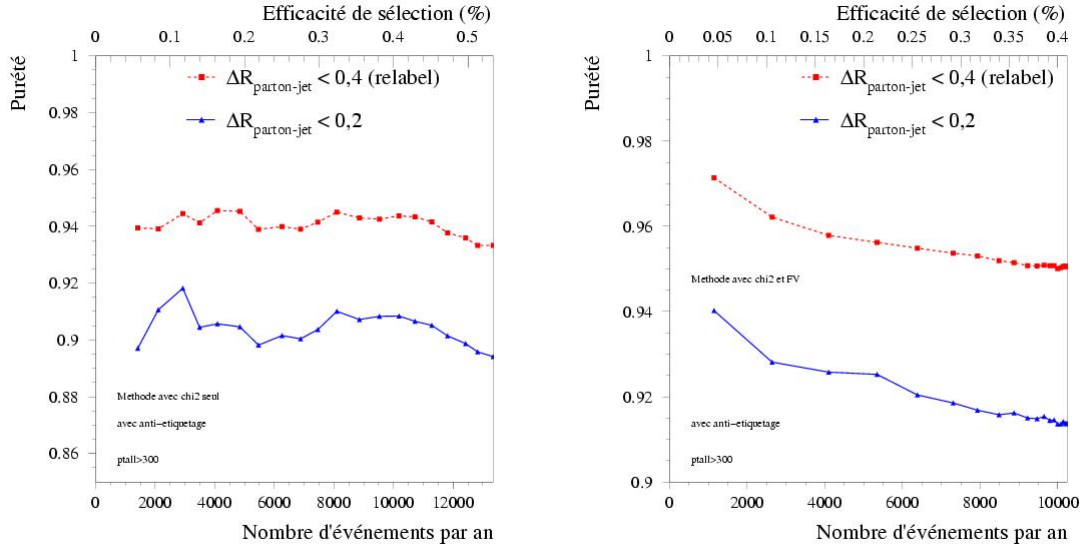 Efficacité de sélection (%)
0 0.1 0.2 0.3 0.4 0.5
Purété
1
0.98
0.96
0.94
0.92
0.9
0.88
0.86
ΔRparton-jet < 0,4 (relabel)
ΔRparton-jet < 0,2
Methode avec chi2 seul
avec anti-etiquetage
ptall>300
0 2000 4000 6000 8000 10000 12000
Nombre d'événements par an
Efficacité de sélection (%)
0 0.05 0.1 0.15 0.2 0.25 0.3 0.35 0.4
Purété
1
0.98
0.96
0.94
0.92
0.9
ΔRparton-jet < 0,4 (relabel)
ΔRparton-jet < 0,2
Methode avec chi2 et FV
avec anti-etiquetage
ptall>300
0 2000 4000 6000 8000 10000
Nombre d'événements par an